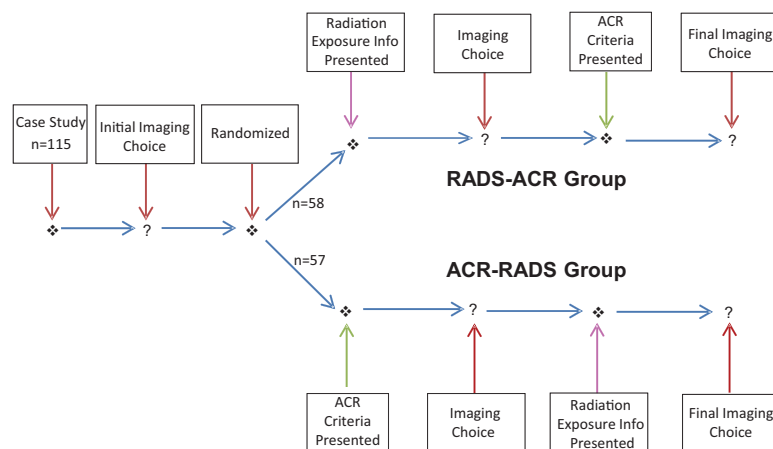 Radiation
Exposure Info
Presented
Imaging
Choice
ACR
Criteria
Presented
Final Imaging
Choice
Case Study
n=115
Initial Imaging
Choice
Randomized
?
?
RADS-ACR Group
n=58
?
n=57
ACR-RADS Group
?
?
ACR
Criteria
Presented
Imaging
Choice
Radiation
Exposure Info
Presented
Final Imaging
Choice